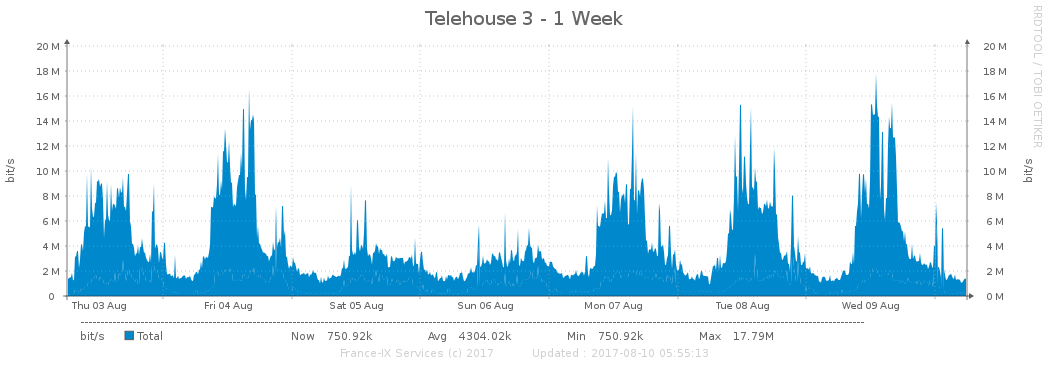 Telehouse 3 - 1 Week
RRDTOOL / TOBI OETIKER
bit/s
20 M 20 M
18 M 18 M
16 M 16 M
14 M 14 M
12 M 12 M
10 M 10 M
8 M 8 M
6 M 6 M
4 M 4 M
2 M 2 M
0 0 M
bit/s
Thu 03 Aug Fri 04 Aug Sat 05 Aug Sun 06 Aug Mon 07 Aug Tue 08 Aug Wed 09 Aug
bit/s Total Now 750.92k Avg 4304.02k Min 750.92k Max 17.79M
France-IX Services (c) 2017 Updated : 2017-08-10 05:55:13